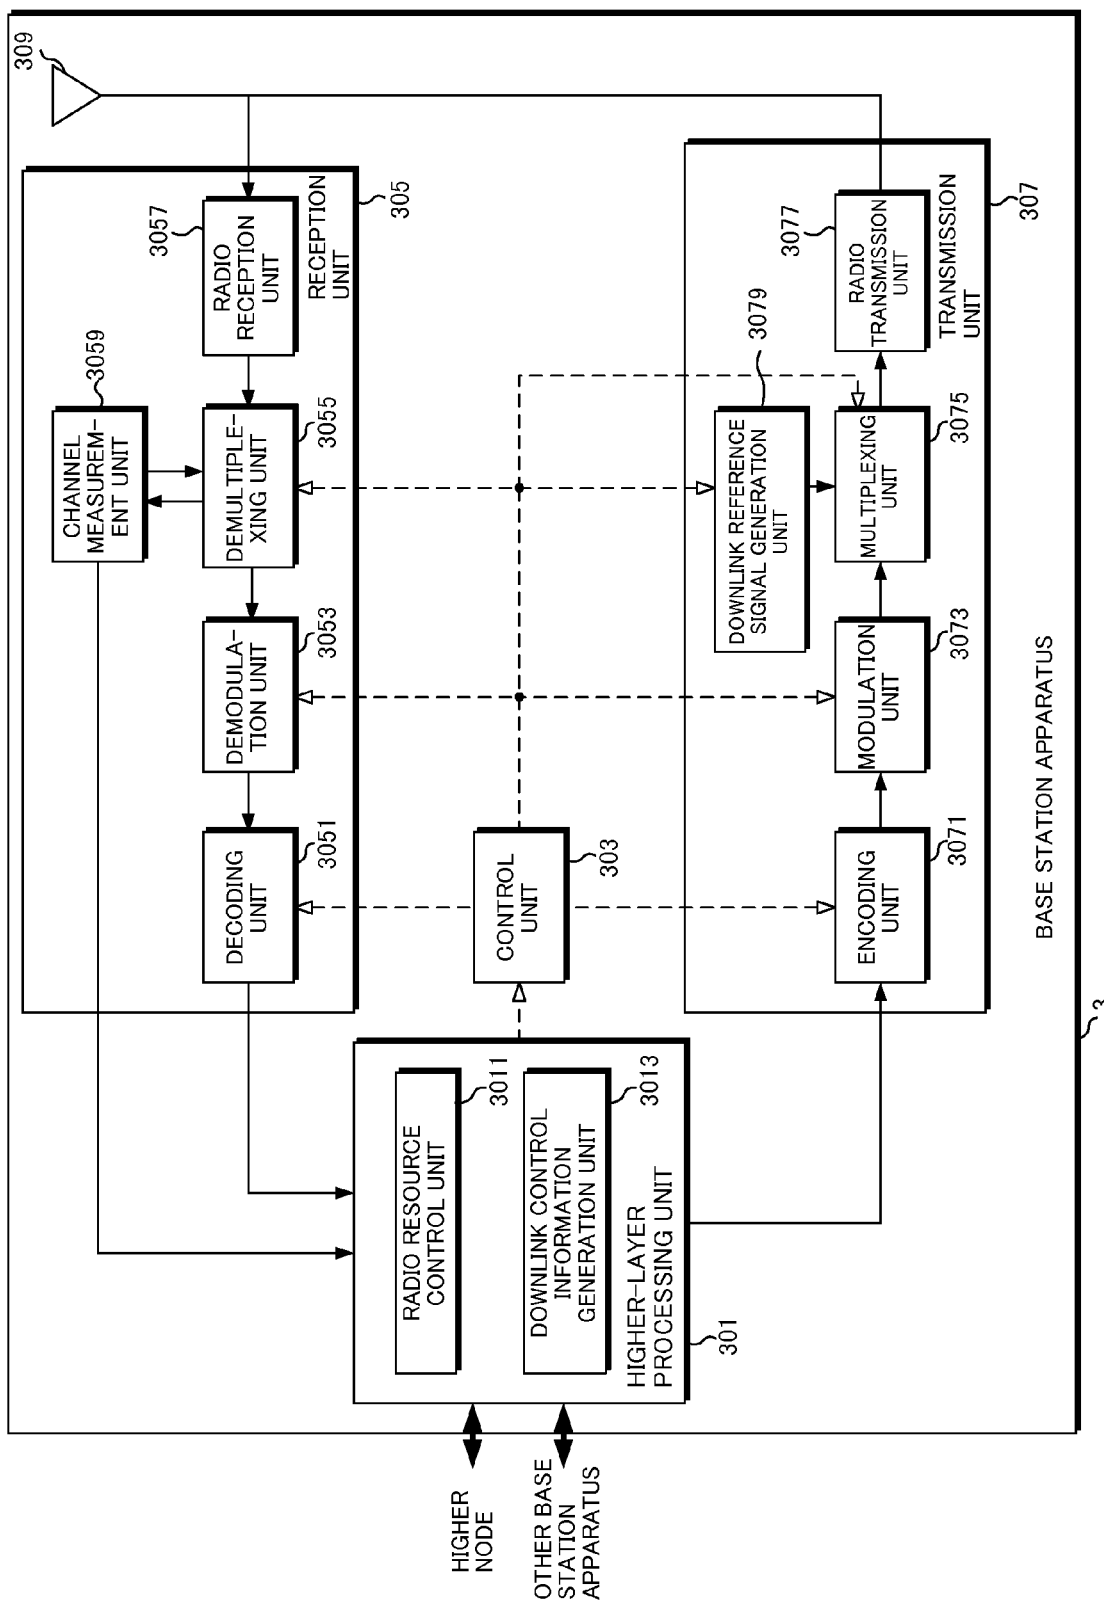 309
3057
RADIO
RECEPTION
UNIT
RECEPTION
UNIT
305
3059
CHANNEL
MEASUREM-
ENT UNIT
3055
DEMULTIPLE-
XING UNIT
3053
DEMODULA-
TION UNIT
3051
DECODING
UNIT
303
CONTROL
UNIT
3077
RADIO
TRANSMISSION
UNIT
TRANSMISSION
UNIT
307
3079
DOWNLINK REFERENCE
SIGNAL GENERATION
UNIT
3075
MULTIPLEXING
UNIT
3073
MODULATION
UNIT
3071
ENCODING
UNIT
3011
RADIO RESOURCE
CONTROL UNIT
3013
DOWNLINK CONTROL
INFORMATION
GENERATION UNIT
HIGHER-LAYER
PROCESSING UNIT
301
HIGHER
NODE
OTHER BASE
STATION
APPARATUS
BASE STATION APPARATUS
3